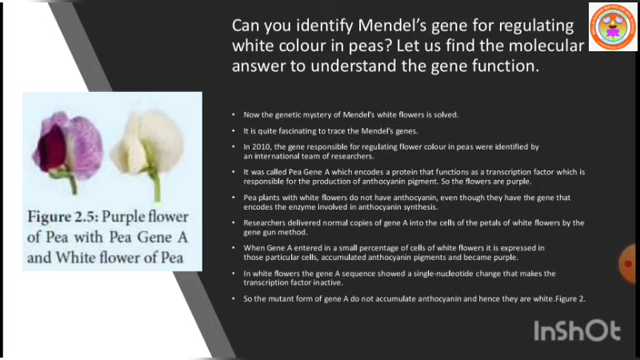 Can you identify Mendel's gene for regulating
white colour in peas? Let us find the molecular
answer to understand the gene function.
• Now the genetic mystery of Mendel's white flowers is solved.
• It is quite fascinating to trace the Mendel's genes.
• In 2010, the gene responsible for regulating flower colour in peas were identified by
an international team of researchers.
• It was called Pea Gene A which encodes a protein that functions as a transcription factor which is
responsible for the production of anthocyanin pigment. So the flowers are purple.
• Pea plants with white flowers do not have anthocyanin, even though they have the gene that
encodes the enzyme involved in anthocyanin synthesis.
• Researchers delivered normal copies of gene A into the cells of the petals of white flowers by the
gene gun method.
• When Gene A entered in a small percentage of cells of white flowers it is expressed in
those particular cells, accumulated anthocyanin pigments and became purple.
• In white flowers the gene A sequence showed a single-nucleotide change that makes the
transcription factor inactive.
• So the mutant form of gene A do not accumulate anthocyanin and hence they are white.Figure 2.
Figure 2.5: Purple flower
of Pea with Pea Gene A
and White flower of Pea
InShOt